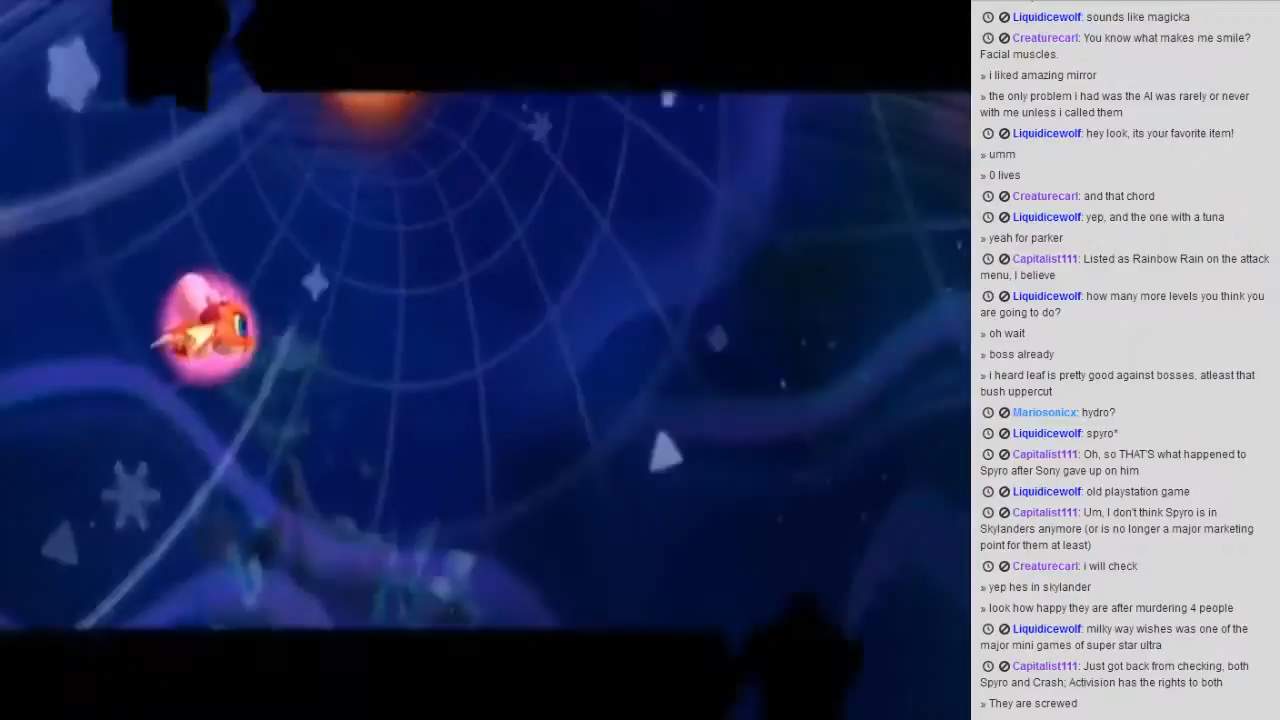 Liquidicewolf: sounds like magicka
Creaturecarl: You know what makes me smile?
Facial muscles.
» i liked amazing mirror
» the only problem i had was the AI was rarely or never
with me unless i called them
Liquidicewolf: hey look, its your favorite item!
» umm
» 0 lives
Creaturecarl: and that chord
Liquidicewolf: yep, and the one with a tuna
» yeah for parker
Capitalist111: Listed as Rainbow Rain on the attack
menu, I believe
Liquidicewolf: how many more levels you think you
are going to do?
» oh wait
» boss already
» i heard leaf is pretty good against bosses, atleast that
bush uppercut
Mariosonicx: hydro?
Liquidicewolf: spyro*
Capitalist111: Oh, so THAT'S what happened to
Spyro after Sony gave up on him
Liquidicewolf: old playstation game
Capitalist111: Um, I don't think Spyro is in
Skylanders anymore (or is no longer a major marketing
point for them at least)
Creaturecarl: i will check
» yep hes in skylander
» look how happy they are after murdering 4 people
Liquidicewolf: milky way wishes was one of the
major mini games of super star ultra
Capitalist111: Just got back from checking, both
Spyro and Crash; Activision has the rights to both
» They are screwed